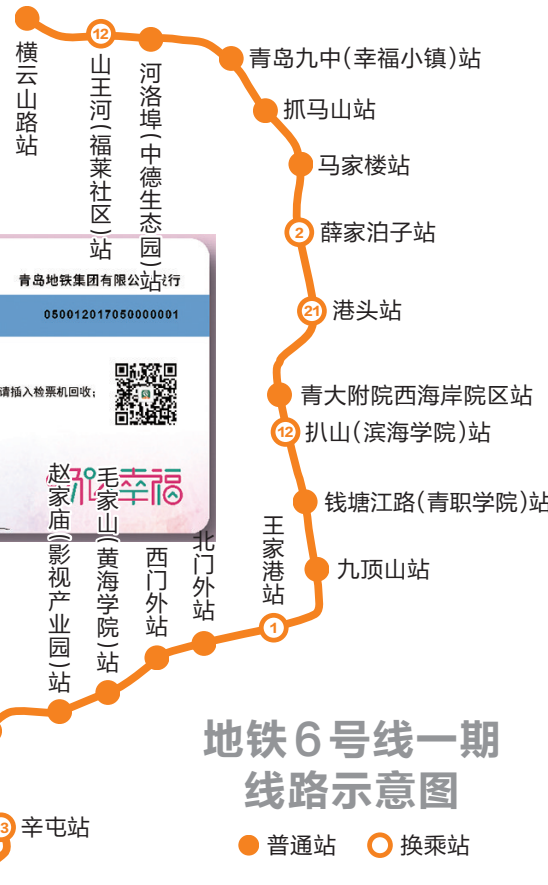 横云山路站
12
山王河(福莱社区)站
河洛埠(中德生态园)站
青岛九中(幸福小镇)站
抓马山站
马家楼站
2
薛家泊子站
21
港头站
青大附院西海岸院区站
12
扒山(滨海学院)站
钱塘江路(青职学院)站
九顶山站
王家港站
1
北门外站
西门外站
毛家山(黄海学院)站
赵家庙(影视产业园)站
3
辛屯站
青岛地铁集团有限公
行
050012017050000001
请插入检票机回收;
幸福
地铁6号线一期
线路示意图
普通站
换乘站